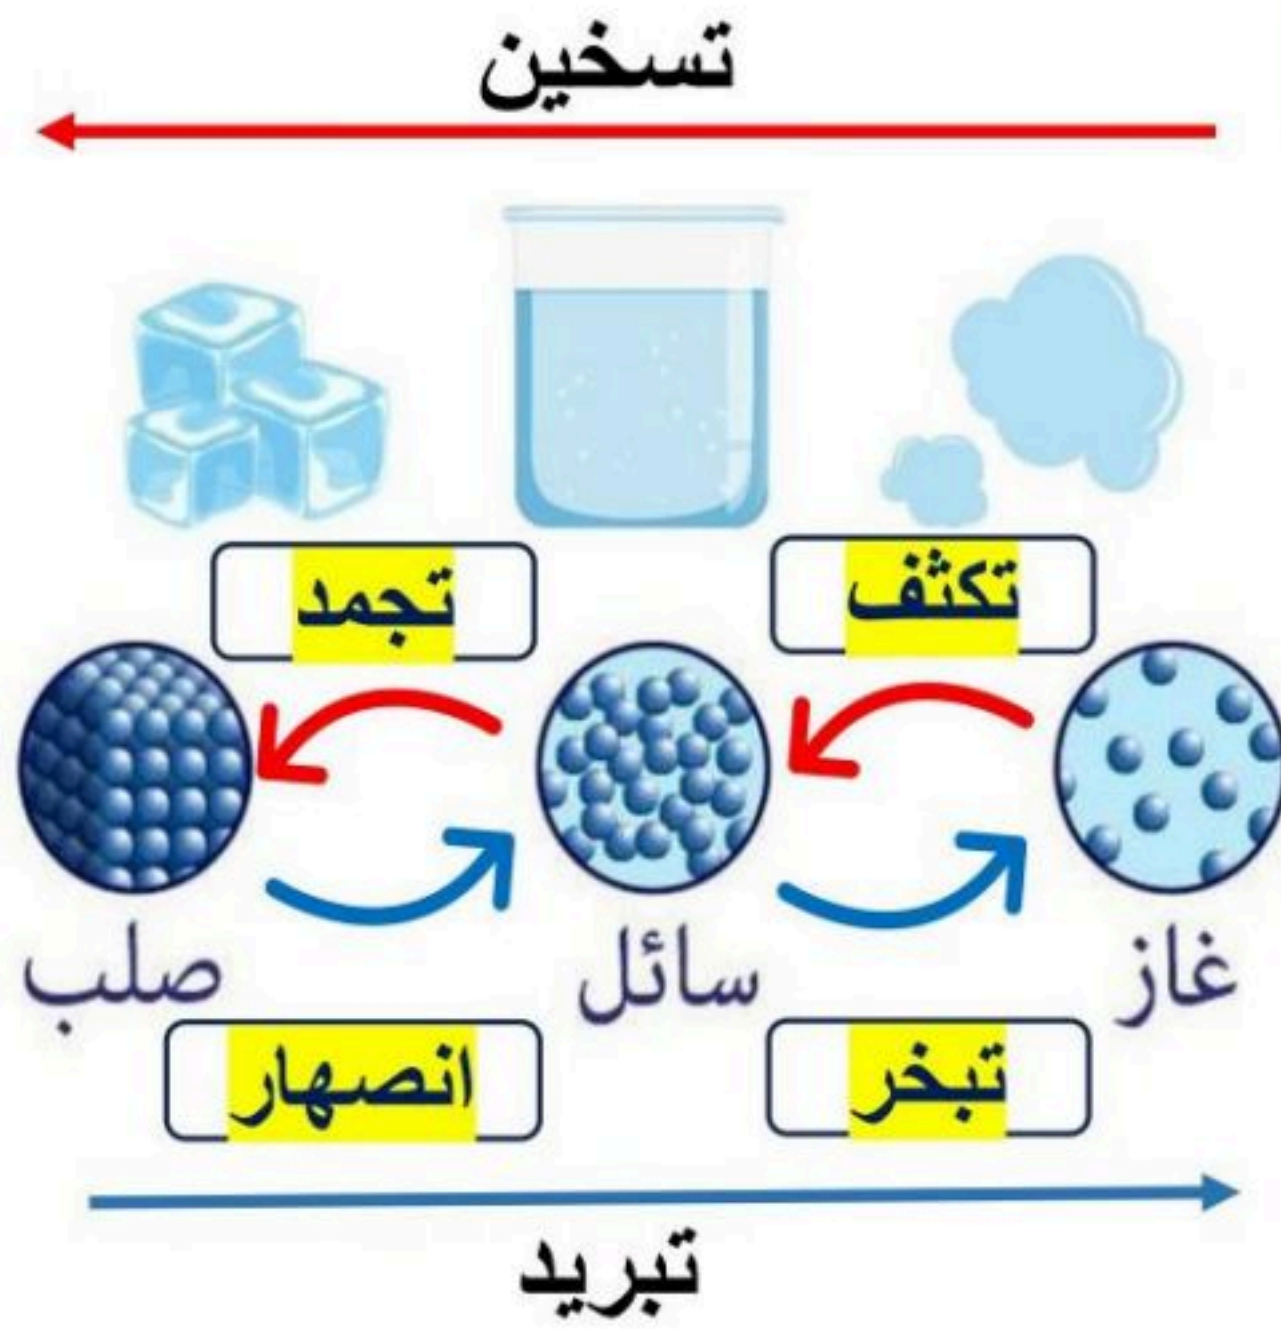 تسخين
تكثف
تجمد
غاز
سائل
صلب
تبخر
انصهار
تبريد